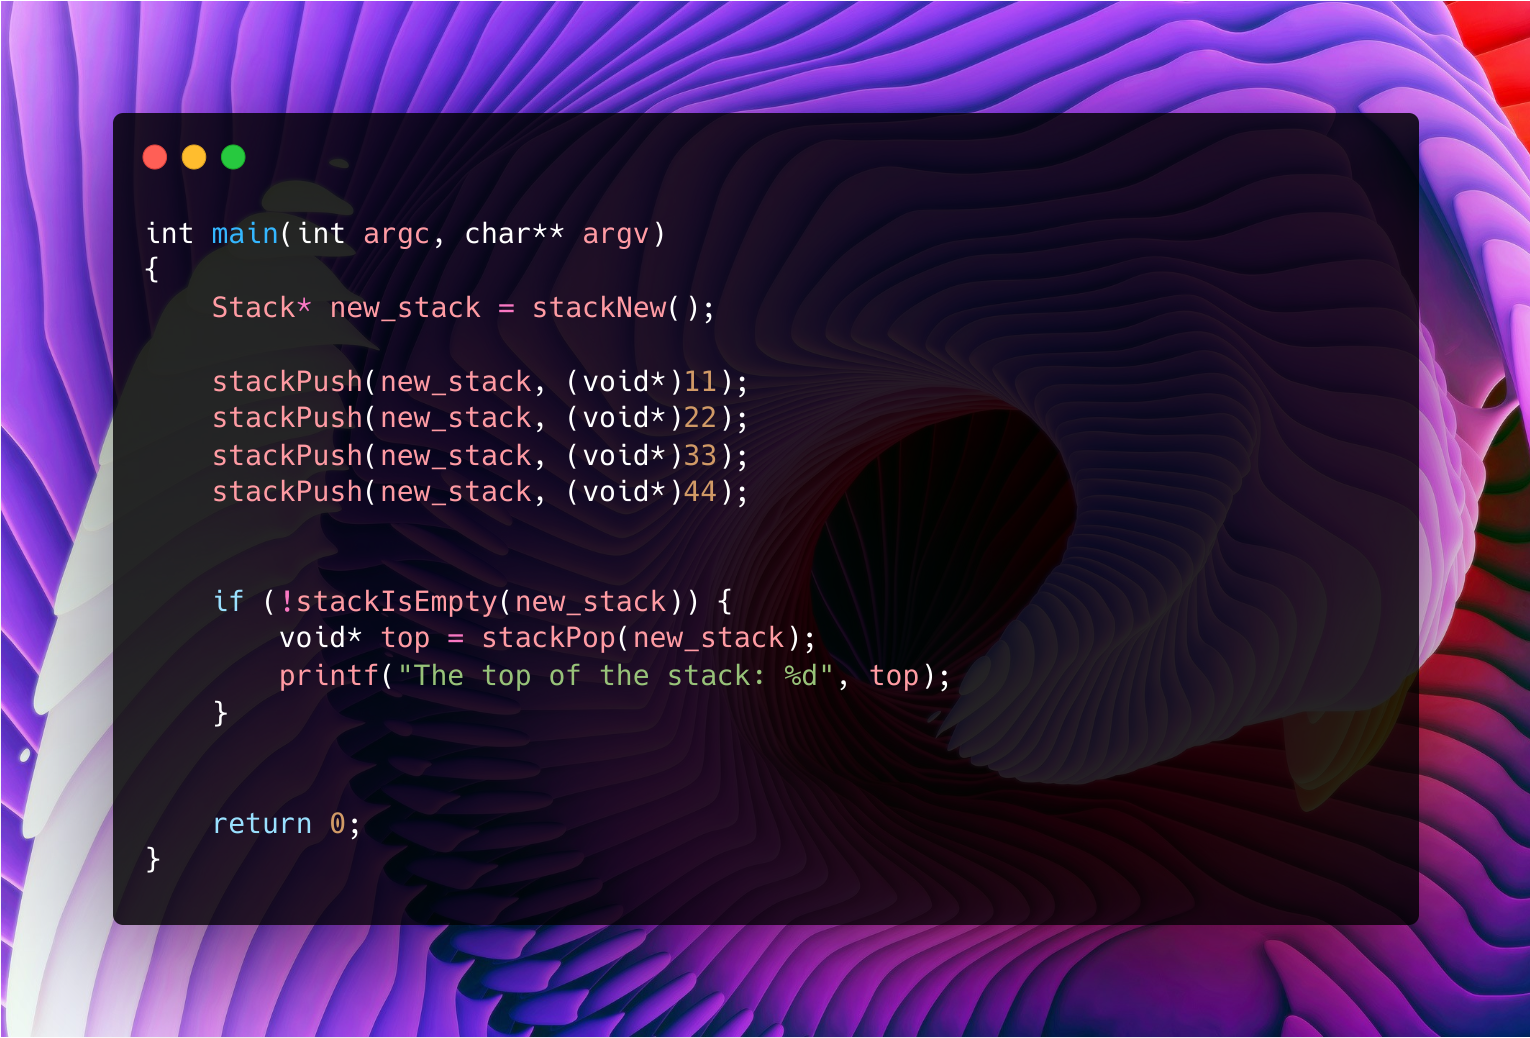 int main(int argc, char** argv)
{
    Stack* new_stack = stackNew();
    stackPush(new_stack, (void*)11);
    stackPush(new_stack, (void*)22);
    stackPush(new_stack, (void*)33);
    stackPush(new_stack, (void*)44);
    if (!stackIsEmpty(new_stack)) {
        void* top = stackPop(new_stack);
        printf("The top of the stack: %d", top);
    }
    return 0;
}